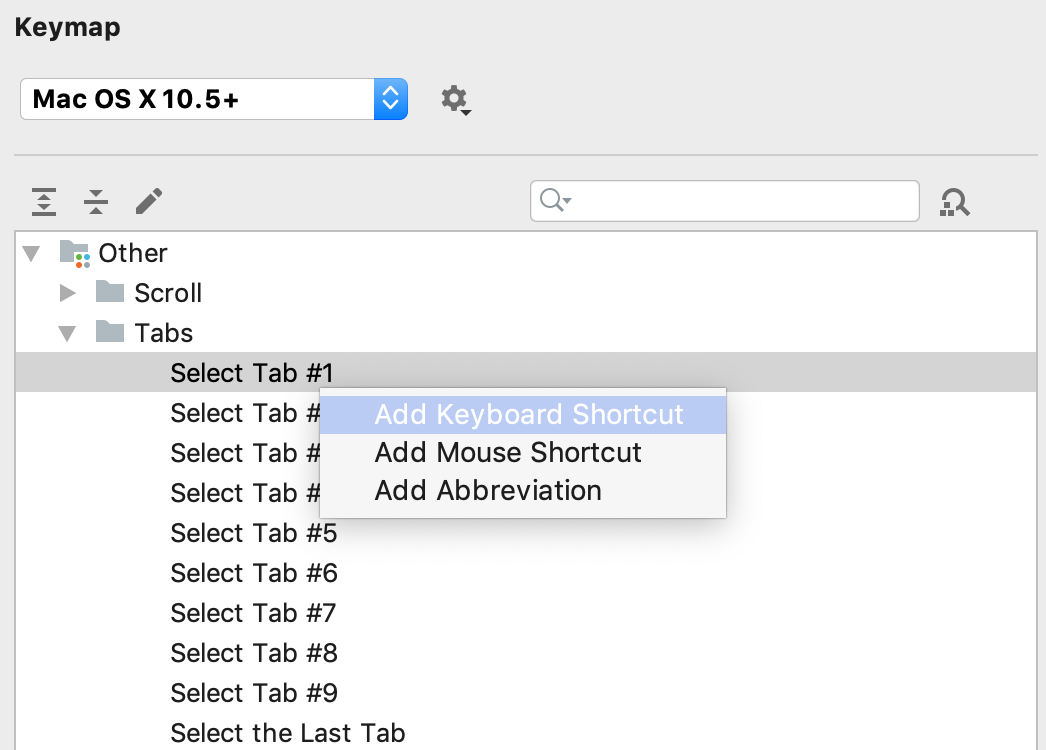 Keymap
Mac OS X 10.5+
Other
Scroll
Tabs
Select Tab #1
Select Tab #
Add Keyboard Shortcut
Select Tab #
Add Mouse Shortcut
Select Tab #
Add Abbreviation
Select Tab #5
Select Tab #6
Select Tab #7
Select Tab #8
Select Tab #9
Select the Last Tab